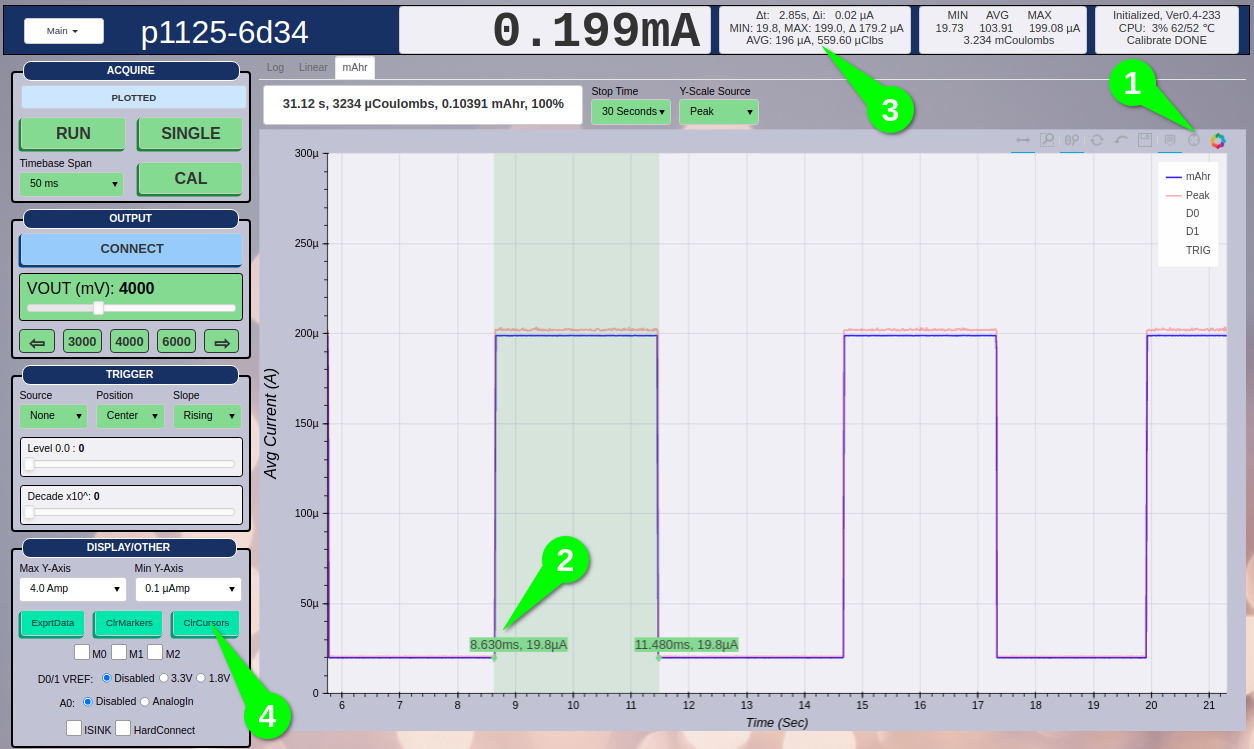 Main
p1125-6d34
0.199mA
Δt: 2.85s, Δi: 0.02 µA
MIN: 19.8, MAX: 199.0, Δ 179.2 µA
AVG: 196 µA, 559.60 µClbs
MIN AVG MAX
19.73 103.91 199.08 µA
3.234 mCoulombs
Initialized, Ver0.4-233
CPU: 3% 62/52 ℃
Calibrate DONE
ACQUIRE
PLOTTED
RUN
SINGLE
Timebase Span
50 ms
CAL
OUTPUT
CONNECT
VOUT (mV): 4000
⇦ 3000 4000 6000 ⇨
TRIGGER
Source Position Slope
None Center Rising
Level 0.0 : 0
Decade x10^: 0
DISPLAY/OTHER
Max Y-Axis Min Y-Axis
4.0 Amp 0.1 µAmp
ExprtData ClrMarkers ClrCursors
M0 M1 M2
D0/1 VREF: Disabled 3.3V 1.8V
A0: Disabled AnalogIn
ISINK HardConnect
Log Linear mAhr
31.12 s, 3234 µCoulombs, 0.10391 mAhr, 100%
Stop Time
30 Seconds
Y-Scale Source
Peak
1
2
3
4
mAhr
Peak
D0
D1
TRIG
300µ
250µ
200µ
150µ
100µ
50µ
0
Avg Current (A)
8.630ms, 19.8µA
11.480ms, 19.8µA
6 7 8 9 10 11 12 13 14 15 16 17 18 19 20 21
Time (Sec)